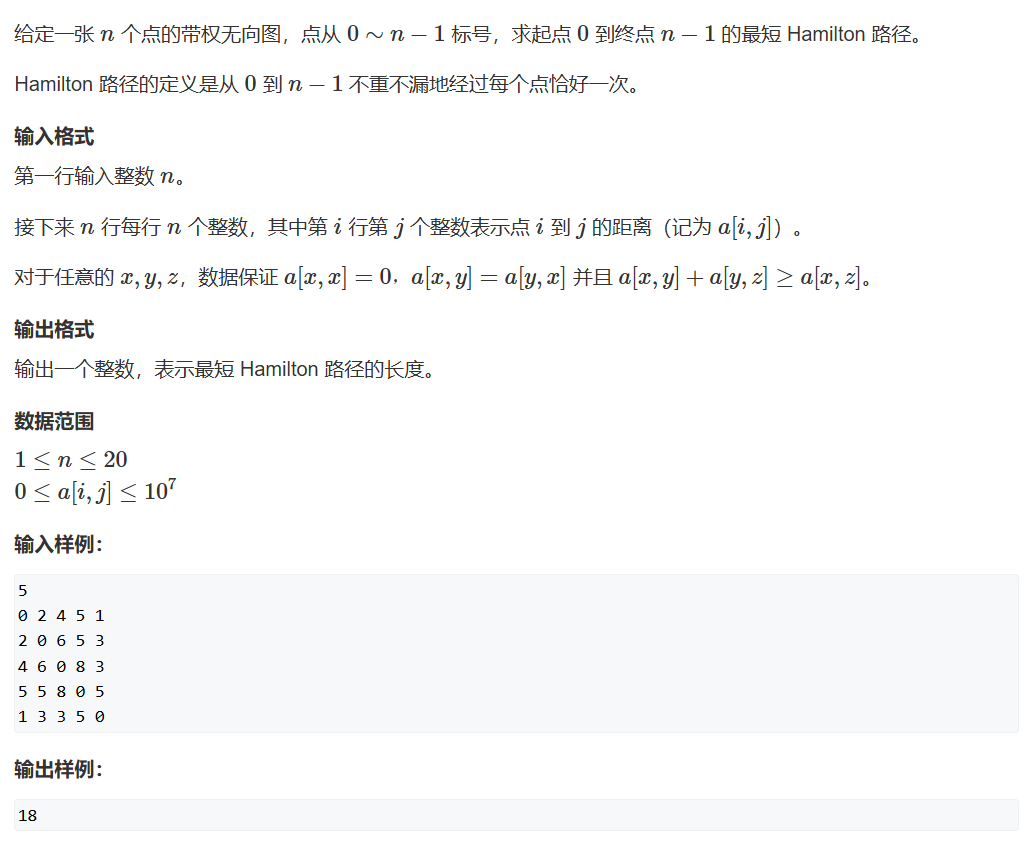 给定一张 n 个点的带权无向图，点从 0 ∼ n − 1 标号，求起点 0 到终点 n − 1 的最短 Hamilton 路径。
Hamilton 路径的定义是从 0 到 n − 1 不重不漏地经过每个点恰好一次。
输入格式
第一行输入整数 n。
接下来 n 行每行 n 个整数，其中第 i 行第 j 个整数表示点 i 到 j 的距离（记为 a[i, j]）。
对于任意的 x, y, z，数据保证 a[x, x] = 0，a[x, y] = a[y, x] 并且 a[x, y] + a[y, z] ≥ a[x, z]。
输出格式
输出一个整数，表示最短 Hamilton 路径的长度。
数据范围
1 ≤ n ≤ 20
0 ≤ a[i, j] ≤ 10⁷
输入样例：
5
0 2 4 5 1
2 0 6 5 3
4 6 0 8 3
5 5 8 0 5
1 3 3 5 0
输出样例：
18